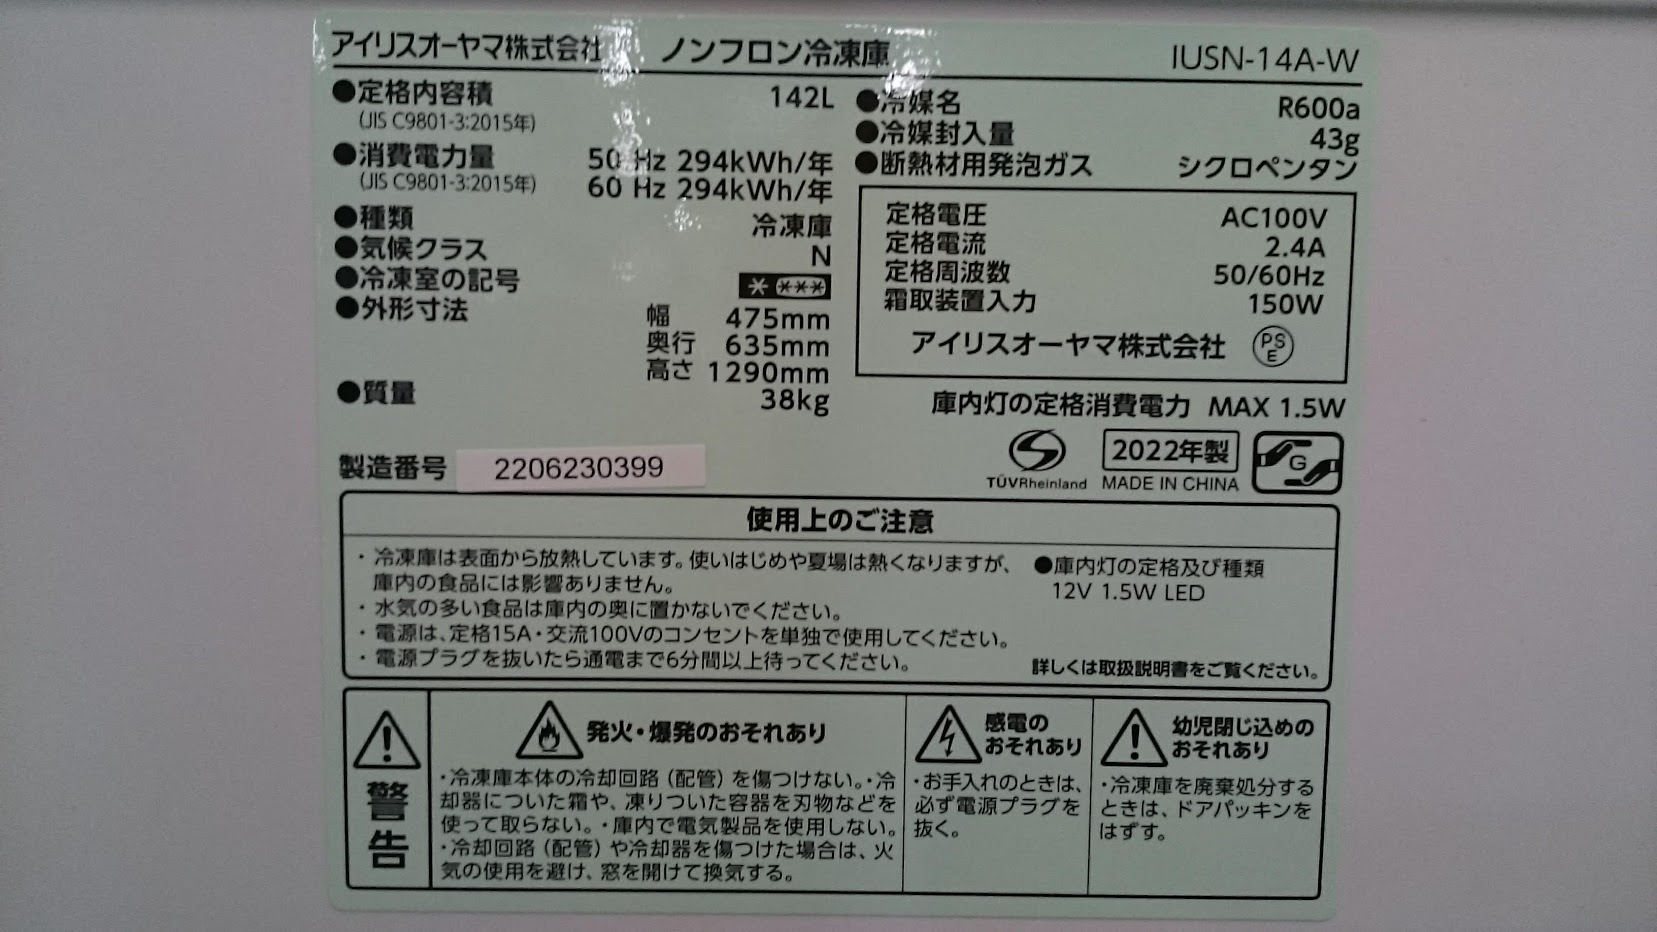 アイリスオーヤマ株式会社 ノンフロン冷凍庫 IUSN-14A-W
●定格内容積 142L
(JIS C9801-3:2015年)
●消費電力量 50 Hz 294kWh/年
(JIS C9801-3:2015年) 60 Hz 294kWh/年
●種類 冷凍庫
●気候クラス N
●冷凍室の記号 * ***
●外形寸法 幅 475mm
奥行 635mm
高さ 1290mm
●質量 38kg
製造番号 2206230399
●冷媒名 R600a
●冷媒封入量 43g
●断熱材用発泡ガス シクロペンタン
定格電圧 AC100V
定格電流 2.4A
定格周波数 50/60Hz
霜取装置入力 150W
アイリスオーヤマ株式会社 PSE
庫内灯の定格消費電力 MAX 1.5W
TÜVRheinland
2022年製
MADE IN CHINA
G
使用上のご注意
・冷凍庫は表面から放熱しています。使いはじめや夏場は熱くなりますが、
庫内の食品には影響ありません。
・水気の多い食品は庫内の奥に置かないでください。
・電源は、定格15A・交流100Vのコンセントを単独で使用してください。
・電源プラグを抜いたら通電まで6分間以上待ってください。
●庫内灯の定格及び種類
12V 1.5W LED
詳しくは取扱説明書をご覧ください。
警告
発火・爆発のおそれあり
・冷凍庫本体の冷却回路（配管）を傷つけない。・冷
却器についた霜や、凍りついた容器を刃物などを
使って取らない。・庫内で電気製品を使用しない。
・冷却回路（配管）や冷却器を傷つけた場合は、火
気の使用を避け、窓を開けて換気する。
感電の
おそれあり
・お手入れのときは、
必ず電源プラグを
抜く。
幼児閉じ込めの
おそれあり
・冷凍庫を廃棄処分する
ときは、ドアパッキンを
はずす。